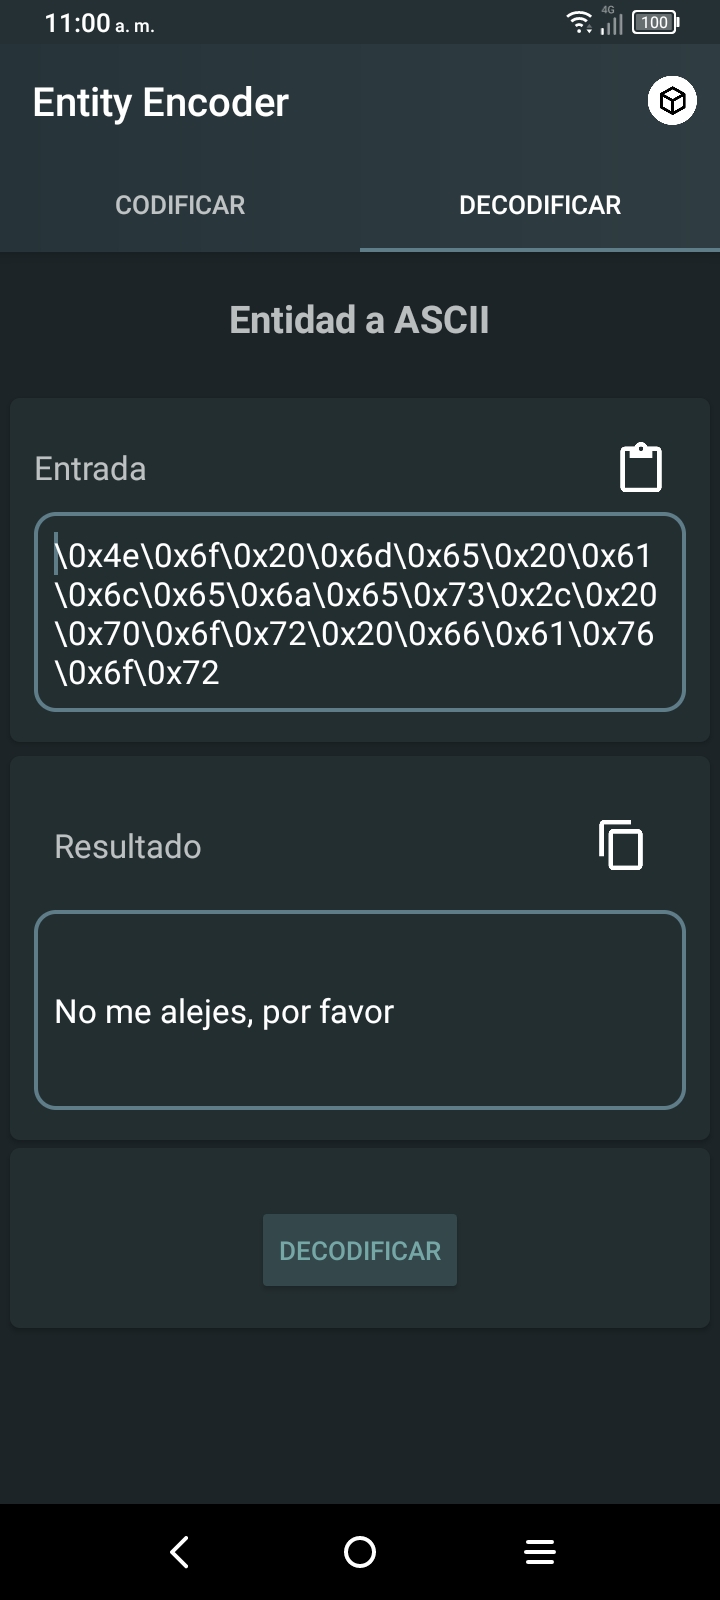 11:00 a. m.
4G
100
Entity Encoder
CODIFICAR
DECODIFICAR
Entidad a ASCII
Entrada
\0x4e\0x6f\0x20\0x6d\0x65\0x20\0x61
\0x6c\0x65\0x6a\0x65\0x73\0x2c\0x20
\0x70\0x6f\0x72\0x20\0x66\0x61\0x76
\0x6f\0x72
Resultado
No me alejes, por favor
DECODIFICAR